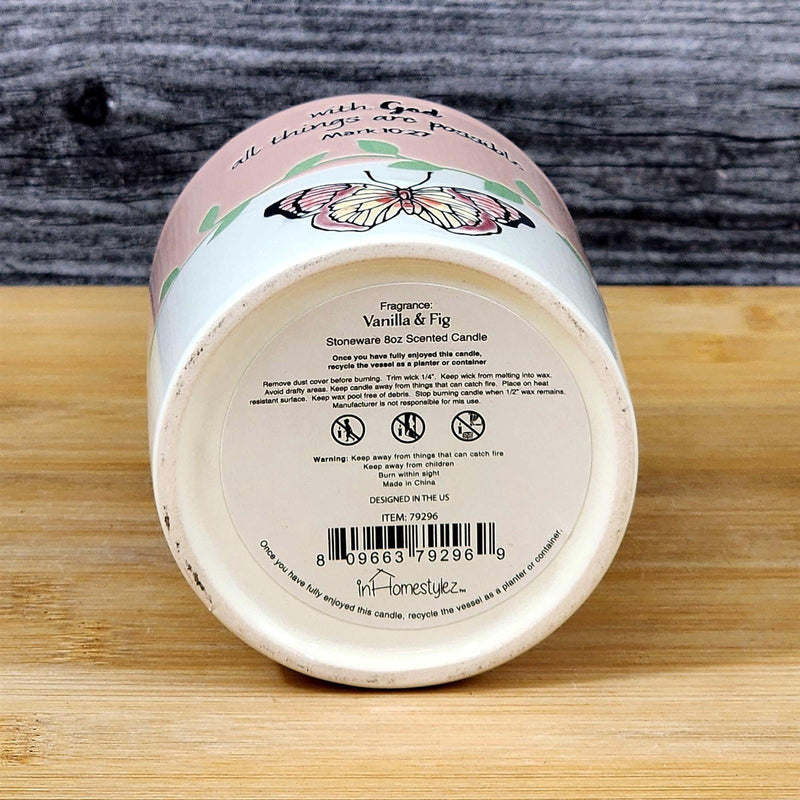 with God
all things are possible
Mark 10:27
Fragrance:
Vanilla & Fig
Stoneware 8oz Scented Candle
Once you have fully enjoyed this candle,
recycle the vessel as a planter or container
Remove dust cover before burning. Trim wick 1/4". Keep wick from melting into wax.
Avoid drafty areas. Keep candle away from things that can catch fire. Place on heat
resistant surface. Keep wax pool free of debris. Stop burning candle when 1/2" wax remains.
Manufacturer is not responsible for mis use.
Warning: Keep away from things that can catch fire
Keep away from children
Burn within sight
Made in China
DESIGNED IN THE US
ITEM: 79296
8 09663 79296 9
inHomestylez™
Once you have fully enjoyed this candle, recycle the vessel as a planter or container.